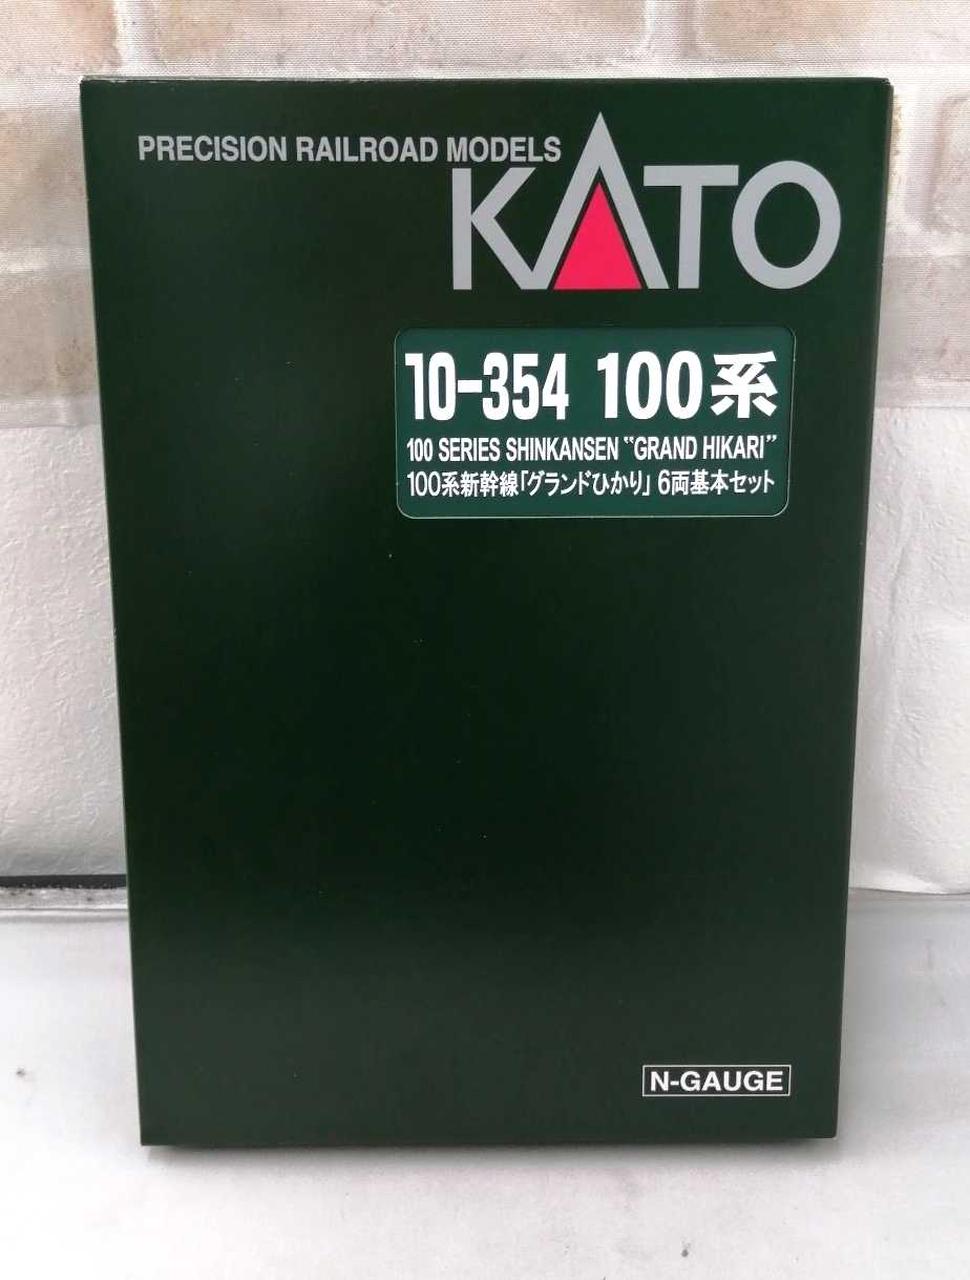 PRECISION RAILROAD MODELS
KATO
10-354 100系
100 SERIES SHINKANSEN "GRAND HIKARI"
100系新幹線「グランドひかり」6両基本セット
N-GAUGE